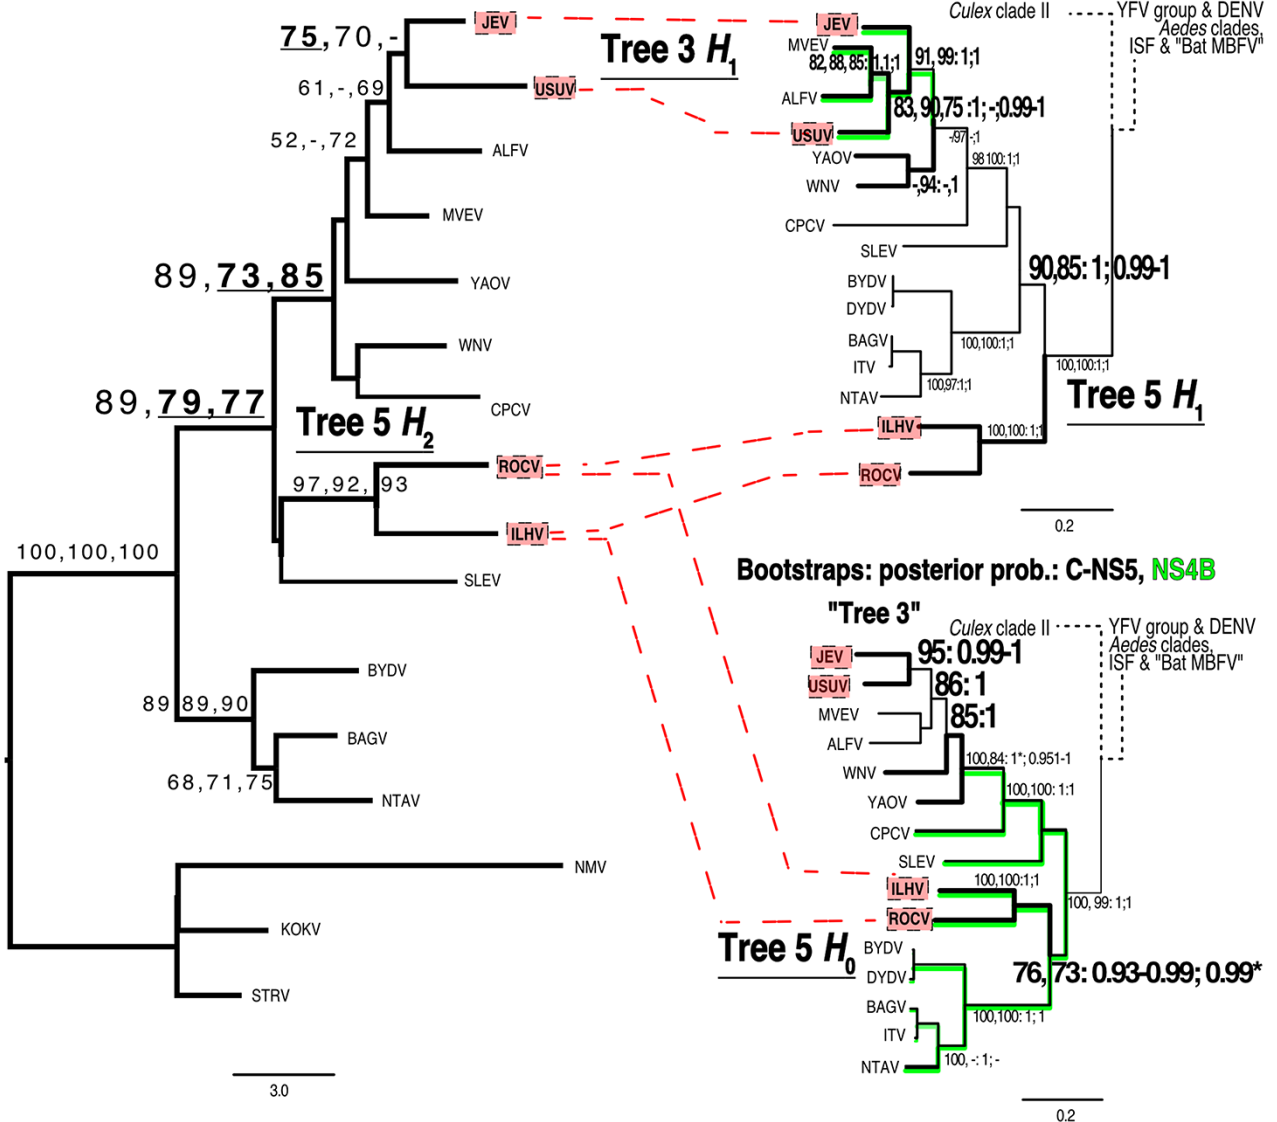 75,70,-
61,-,69
52,-,72
89,73,85
89,79,77
97,92, 93
100,100,100
89 89,90
68,71,75
JEV
USUV
ALFV
MVEV
YAOV
WNV
CPCV
ROCV
ILHV
SLEV
BYDV
BAGV
NTAV
NMV
KOKV
STRV
3.0
Tree 3 H1
Tree 5 H2
Culex clade II
YFV group & DENV
Aedes clades,
ISF & "Bat MBFV"
JEV
MVEV
82, 88, 85: 1,1;1
91, 99: 1;1
ALFV
83, 90,75 :1; -;0.99-1
USUV
YAOV
-,97:-;1
98 100: 1;1
WNV
-,94: -,1
CPCV
SLEV
90,85: 1; 0.99-1
BYDV
DYDV
BAGV
100,100:1;1
ITV
100,100:1;1
NTAV
100,97:1;1
Tree 5 H1
ILHV
100,100: 1;1
ROCV
0.2
Bootstraps: posterior prob.: C-NS5, NS4B
"Tree 3"
Culex clade II
YFV group & DENV
Aedes clades,
ISF & "Bat MBFV"
JEV
95: 0.99-1
USUV
86: 1
MVEV
85:1
ALFV
WNV
100,84: 1*; 0.951-1
YAOV
100,100: 1:1
CPCV
SLEV
ILHV
100,100:1;1
100, 99: 1;1
ROCV
Tree 5 H0
BYDV
DYDV
76, 73: 0.93-0.99; 0.99*
BAGV
100,100: 1; 1
ITV
NTAV
100, -: 1; -
0.2